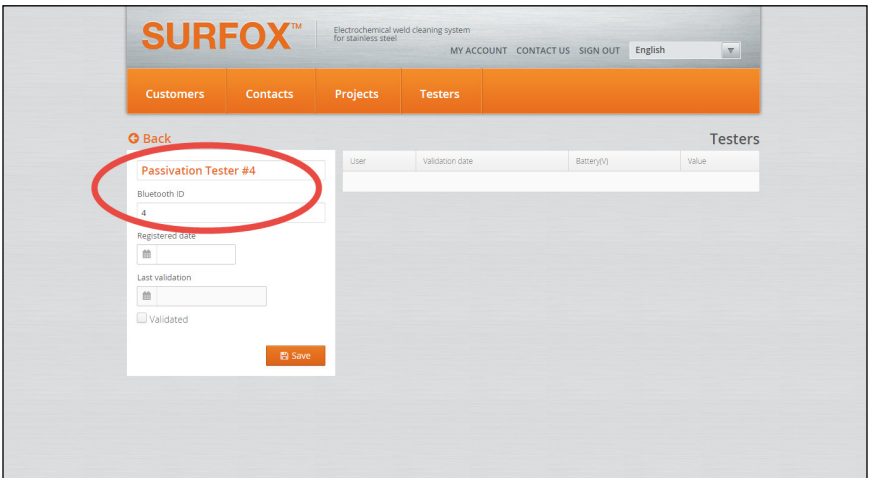 SURFOX™
Electrochemical weld cleaning system
for stainless steel
MY ACCOUNT CONTACT US SIGN OUT English
Customers Contacts Projects Testers
Back
Testers
Passivation Tester #4
Bluetooth ID
4
Registered date
Last validation
Validated
Save
User Validation date Battery(V) Value